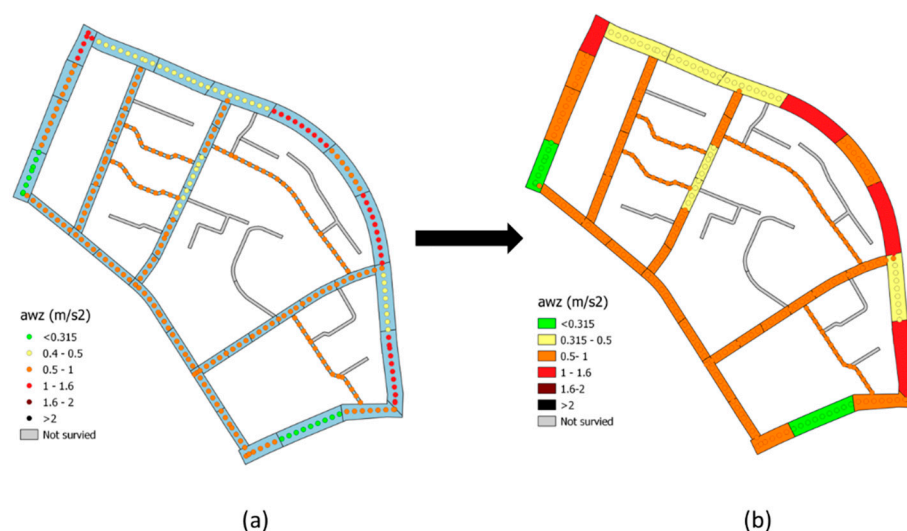 awz (m/s2)
<0.315
0.4 - 0.5
0.5 - 1
1 - 1.6
1.6 - 2
>2
Not survied
(a)
awz (m/s2)
<0.315
0.315 - 0.5
0.5- 1
1 - 1.6
1.6-2
>2
Not survied
(b)